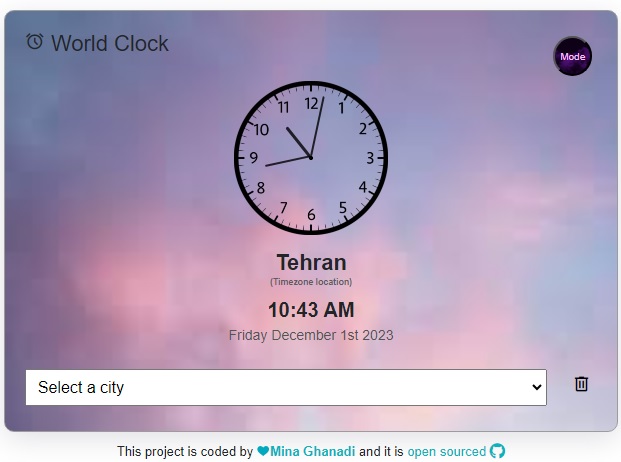 World Clock
Mode
12
1
2
3
4
5
6
7
8
9
10
11
Tehran
(Timezone location)
10:43 AM
Friday December 1st 2023
Select a city
This project is coded by Mina Ghanadi and it is open sourced